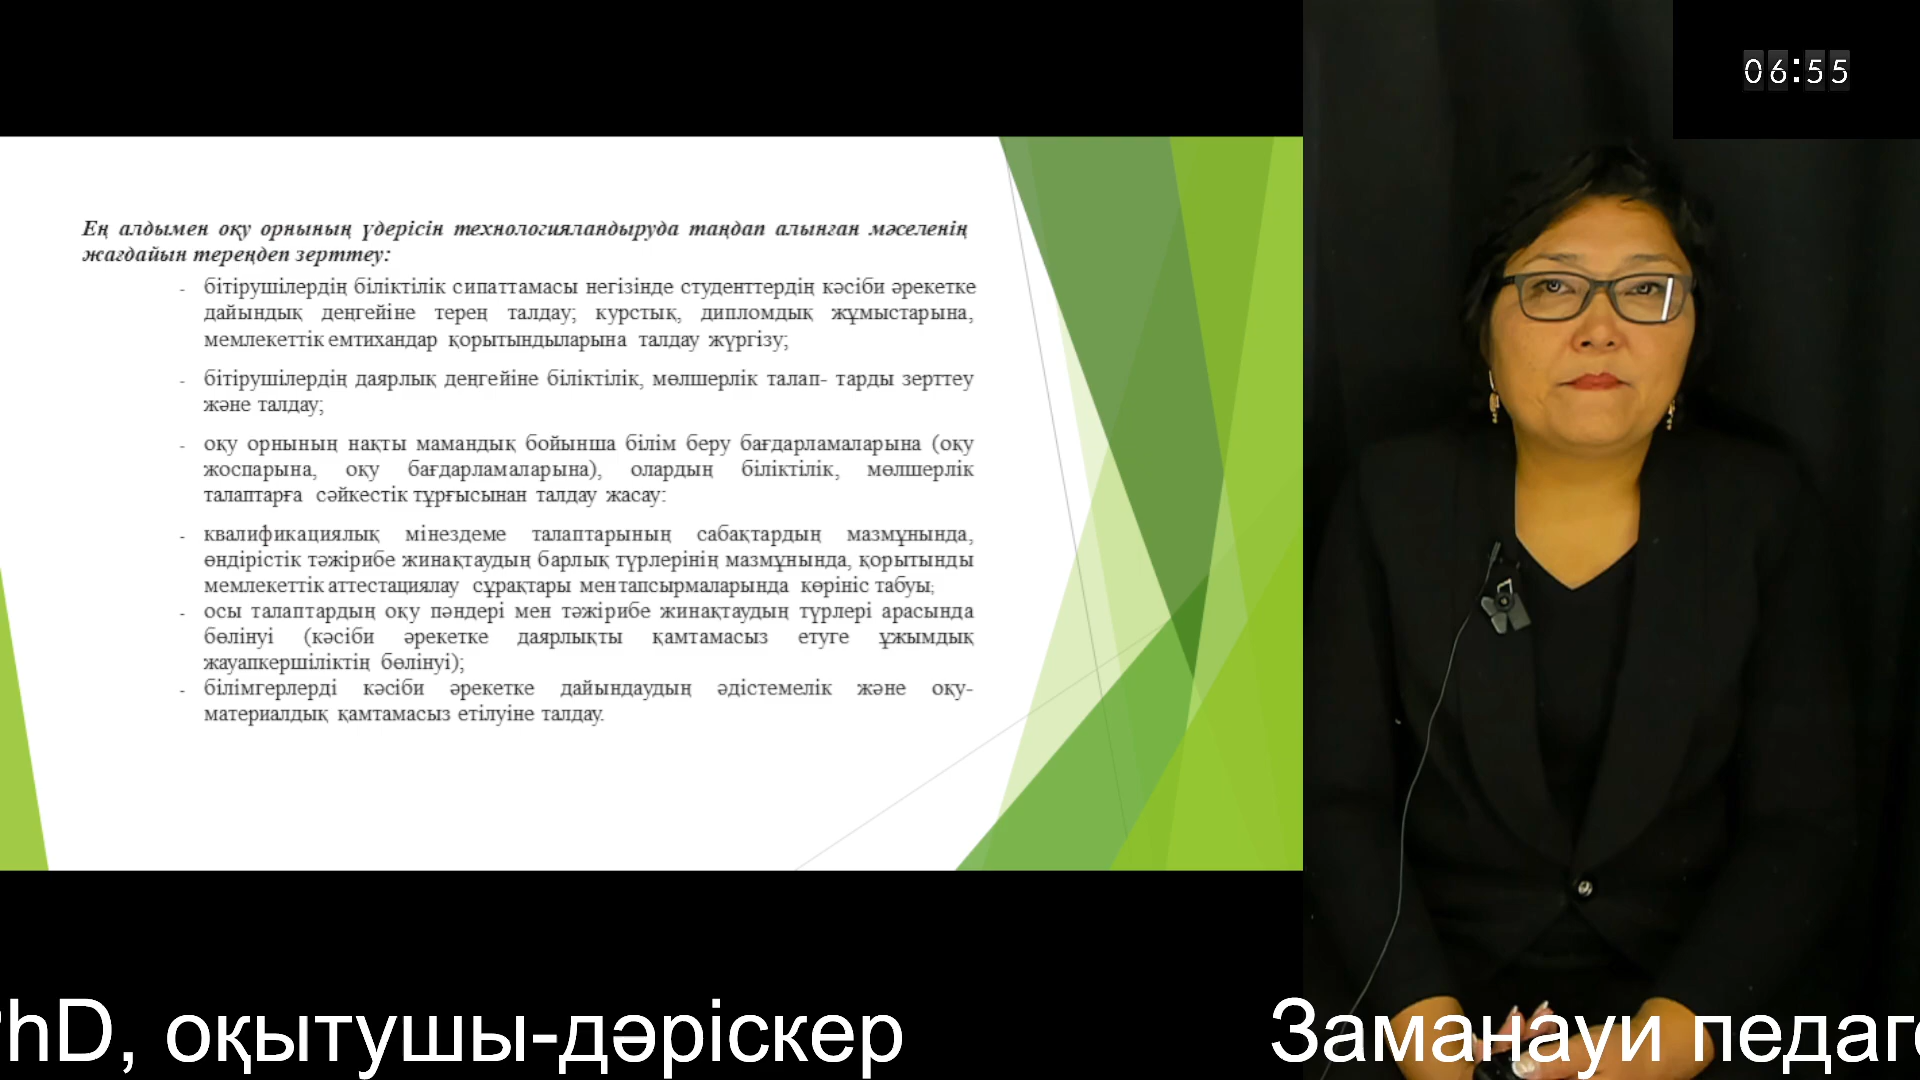 06:55
Ең алдымен оқу орнының үдерісін технологияландыруда таңдап алынған мәселенің
жағдайын тереңдеп зерттеу:
- бітірушілердің біліктілік сипаттамасы негізінде студенттердің кәсіби әрекетке
дайындық деңгейіне терең талдау; курстық, дипломдық жұмыстарына,
мемлекеттік емтихандар қорытындыларына талдау жүргізу;
- бітірушілердің даярлық деңгейіне біліктілік, мөлшерлік талап- тарды зерттеу
және талдау;
- оқу орнының нақты мамандық бойынша білім беру бағдарламаларына (оқу
жоспарына, оқу бағдарламаларына), олардың біліктілік, мөлшерлік
талаптарға сәйкестік тұрғысынан талдау жасау:
- квалификациялық мінездеме талаптарының сабақтардың мазмұнында,
өндірістік тәжірибе жинақтаудың барлық түрлерінің мазмұнында, қорытынды
мемлекеттік аттестациялау сұрақтары мен тапсырмаларында көрініс табуы;
- осы талаптардың оқу пәндері мен тәжірибе жинақтаудың түрлері арасында
бөлінуі (кәсіби әрекетке даярлықты қамтамасыз етуге ұжымдық
жауапкершіліктің бөлінуі);
- білімгерлерді кәсіби әрекетке дайындаудың әдістемелік және оқу-
материалдық қамтамасыз етілуіне талдау.
PhD, оқытушы-дәріскер Заманауи педаго